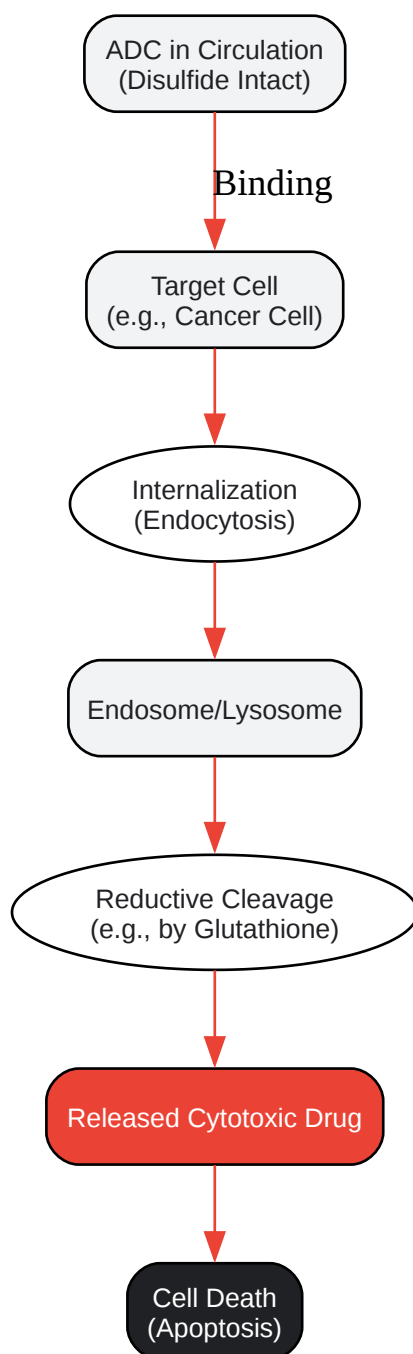 ADC in Circulation
(Disulfide Intact)
Binding
Target Cell
(e.g., Cancer Cell)
Internalization
(Endocytosis)
Endosome/Lysosome
Reductive Cleavage
(e.g., by Glutathione)
Released Cytotoxic Drug
Cell Death
(Apoptosis)